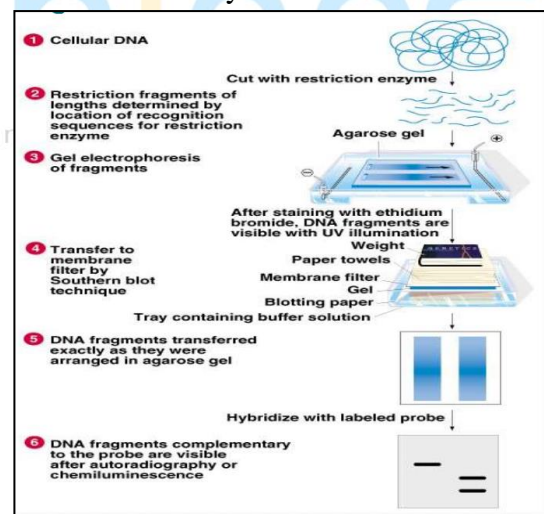 1 Cellular DNA
Cut with restriction enzyme
2 Restriction fragments of
lengths determined by
location of recognition
sequences for restriction
enzyme
Agarose gel
3 Gel electrophoresis
of fragments
After staining with ethidium
bromide, DNA fragments are
visible with UV illumination
4 Transfer to
membrane
filter by
Southern blot
technique
Weight
Paper towels
Membrane filter
Gel
Blotting paper
Tray containing buffer solution
5 DNA fragments transferred
exactly as they were
arranged in agarose gel
Hybridize with labeled probe
6 DNA fragments complementary
to the probe are visible
after autoradiography or
chemiluminescence